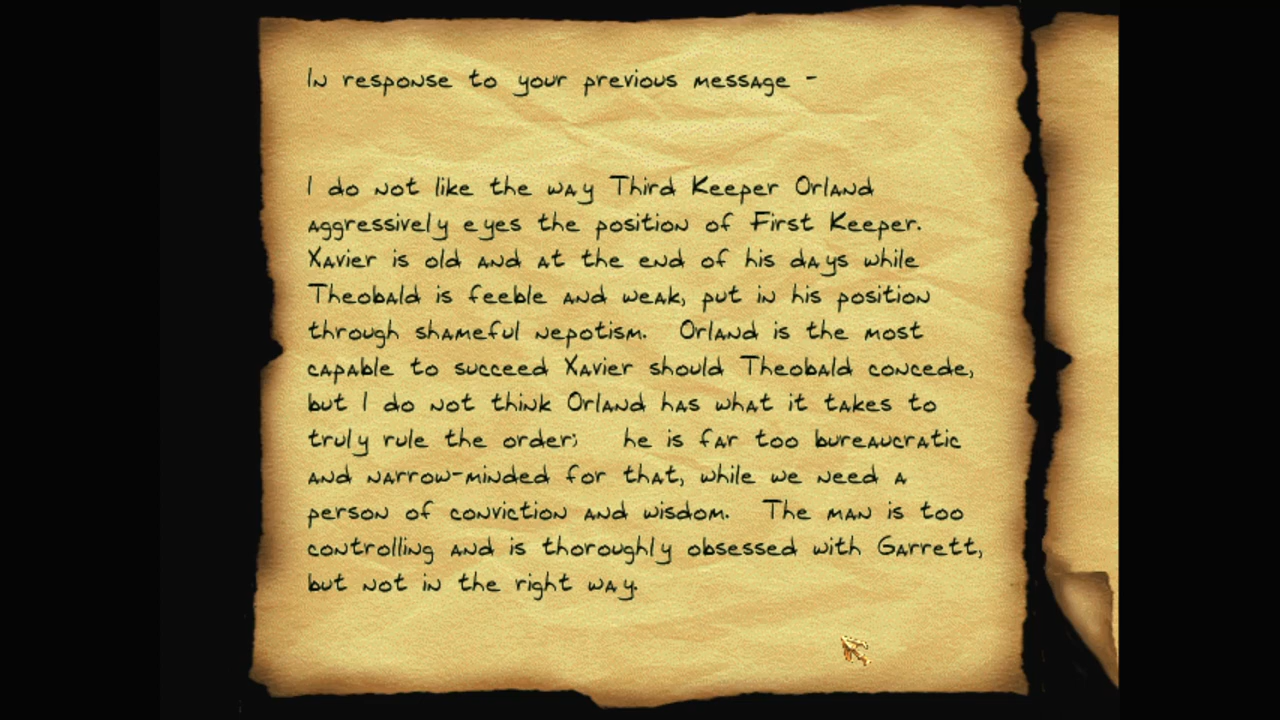 In response to your previous message -
I do not like the way Third Keeper Orland
aggressively eyes the position of First Keeper.
Xavier is old and at the end of his days while
Theobald is feeble and weak, put in his position
through shameful nepotism. Orland is the most
capable to succeed Xavier should Theobald concede,
but I do not think Orland has what it takes to
truly rule the order; he is far too bureaucratic
and narrow-minded for that, while we need a
person of conviction and wisdom. The man is too
controlling and is thoroughly obsessed with Garrett,
but not in the right way.